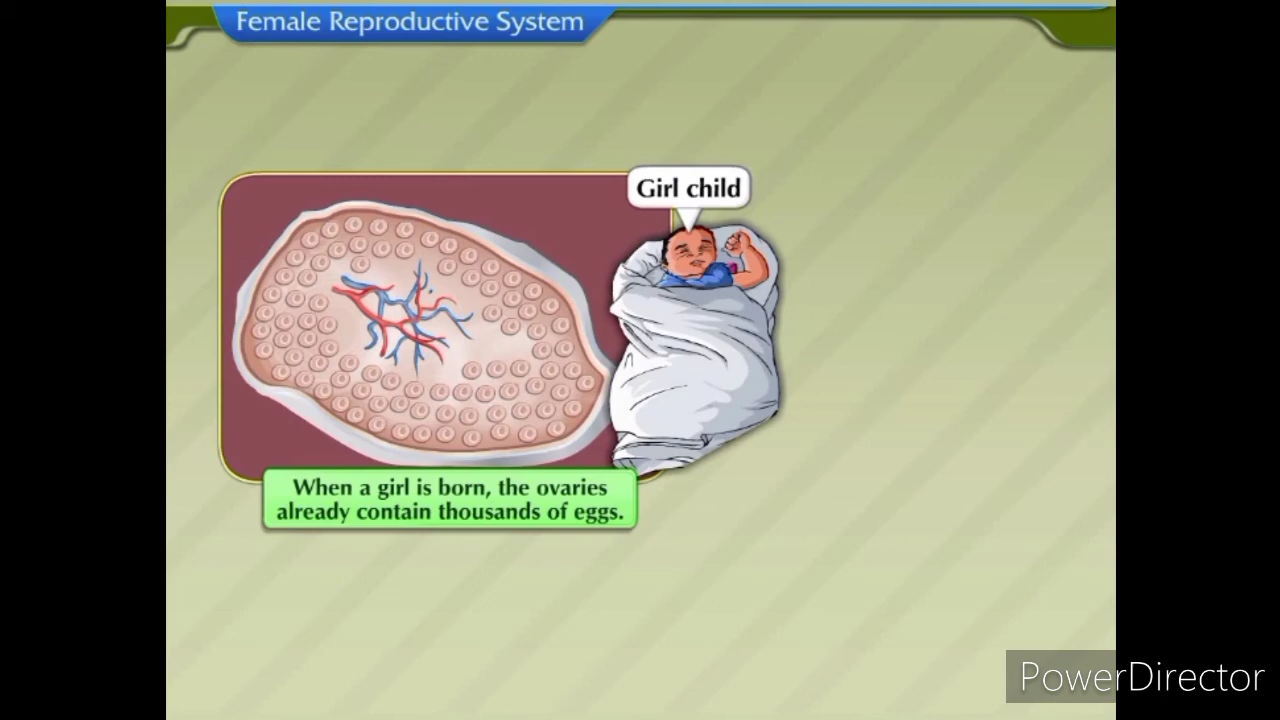 Female Reproductive System
Girl child
When a girl is born, the ovaries
already contain thousands of eggs.
PowerDirector